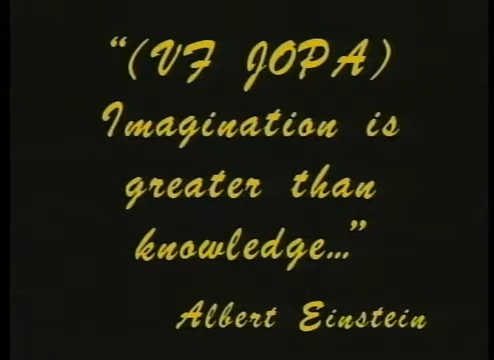 “(VF JOPA)
Imagination is
greater than
knowledge...”
Albert Einstein